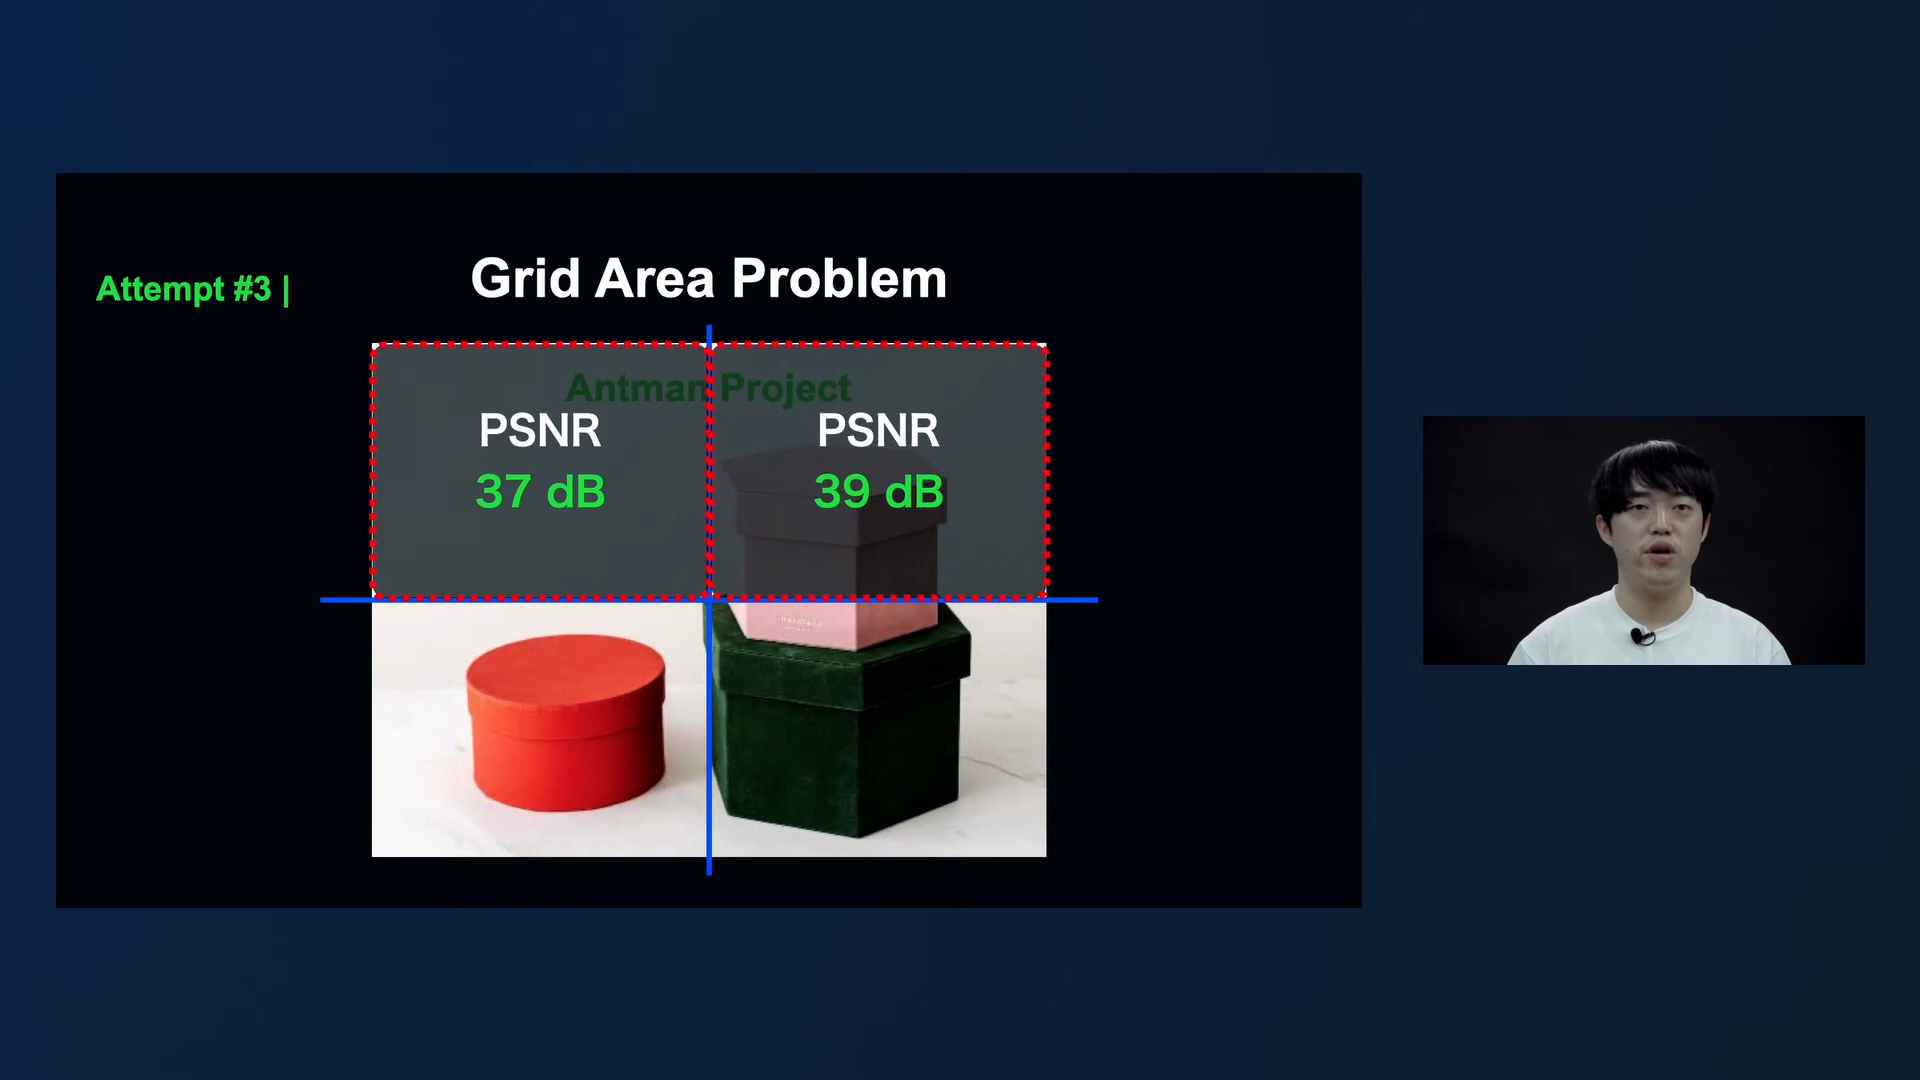 Attempt #3 |
Grid Area Problem
Antman Project
PSNR
37 dB
PSNR
39 dB